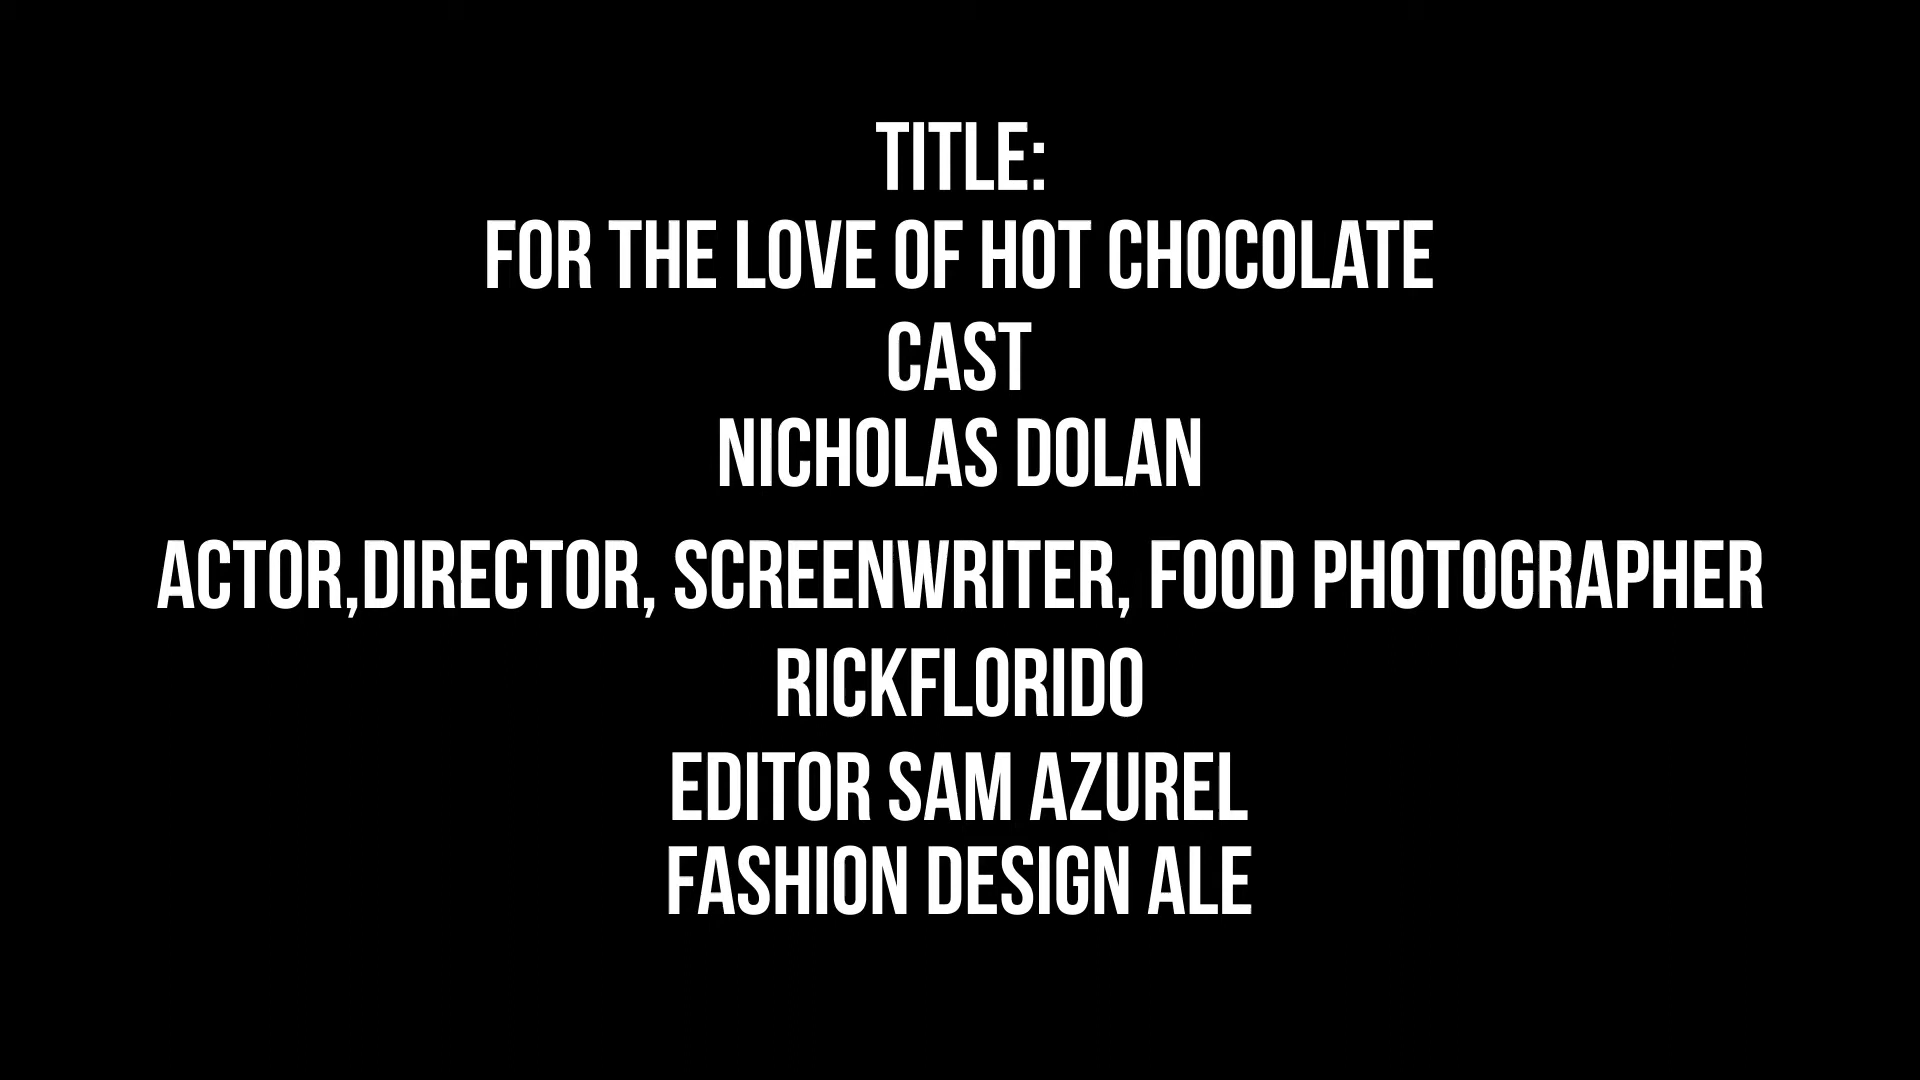 TITLE:
FOR THE LOVE OF HOT CHOCOLATE
CAST
NICHOLAS DOLAN
ACTOR,DIRECTOR, SCREENWRITER, FOOD PHOTOGRAPHER
RICKFLORIDO
EDITOR SAM AZUREL
FASHION DESIGN ALE